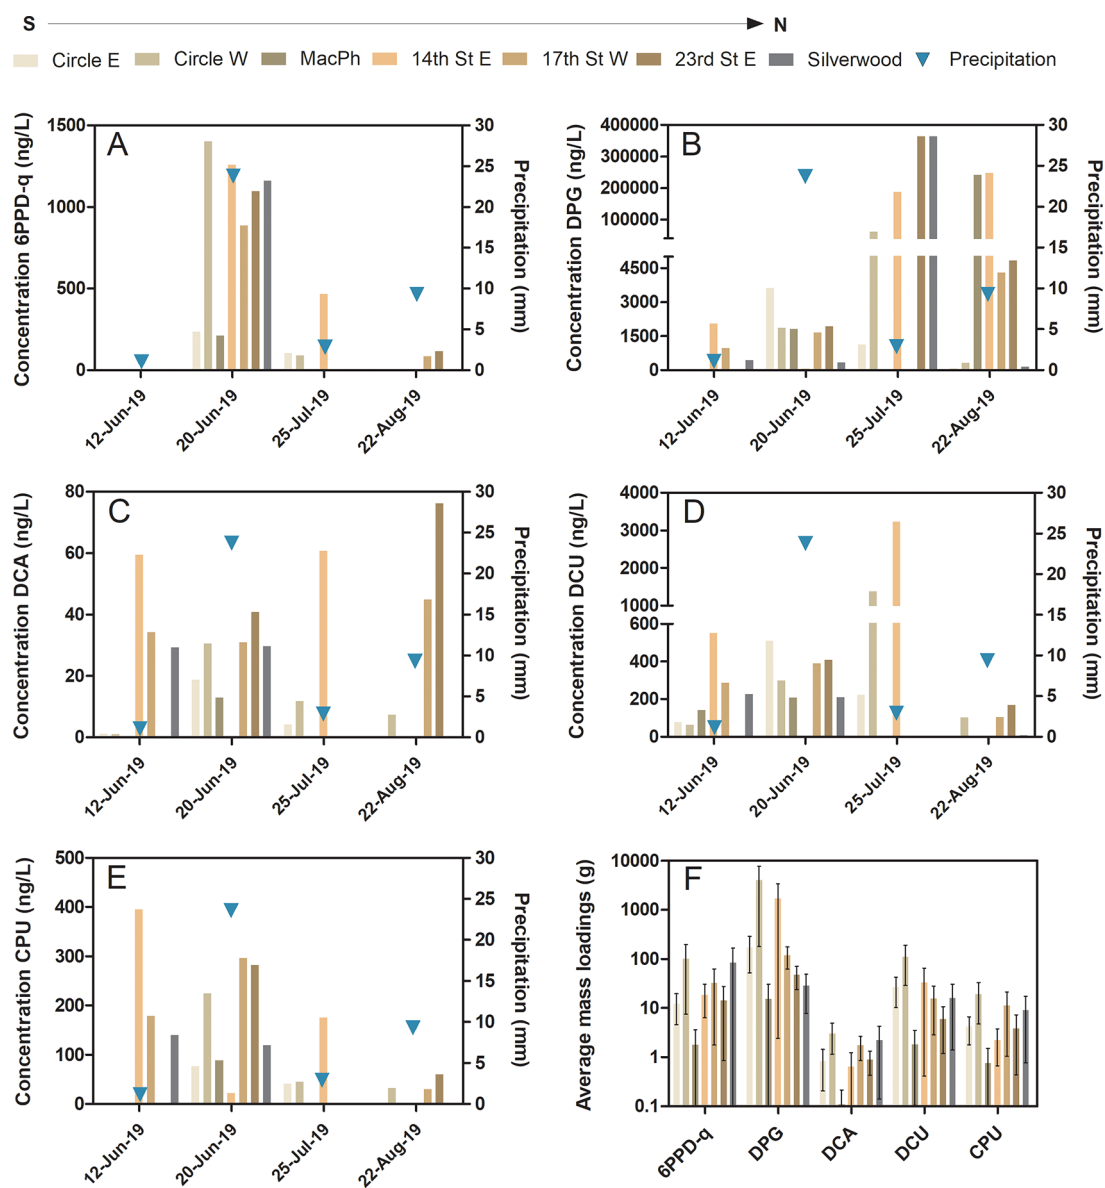 S N
Circle E Circle W MacPh 14th St E 17th St W 23rd St E Silverwood Precipitation
A
Concentration 6PPD-q (ng/L)
1500
1000
500
0
30
25
20
15
10
5
0
Precipitation (mm)
12-Jun-19 20-Jun-19 25-Jul-19 22-Aug-19
B
Concentration DPG (ng/L)
400000
300000
200000
100000
4500
3000
1500
0
30
25
20
15
10
5
0
Precipitation (mm)
12-Jun-19 20-Jun-19 25-Jul-19 22-Aug-19
C
Concentration DCA (ng/L)
80
60
40
20
0
30
25
20
15
10
5
0
Precipitation (mm)
12-Jun-19 20-Jun-19 25-Jul-19 22-Aug-19
D
Concentration DCU (ng/L)
4000
3000
2000
1000
600
400
200
0
30
25
20
15
10
5
0
Precipitation (mm)
12-Jun-19 20-Jun-19 25-Jul-19 22-Aug-19
E
Concentration CPU (ng/L)
500
400
300
200
100
0
30
25
20
15
10
5
0
Precipitation (mm)
12-Jun-19 20-Jun-19 25-Jul-19 22-Aug-19
F
Average mass loadings (g)
10000
1000
100
10
1
0.1
6PPD-q DPG DCA DCU CPU